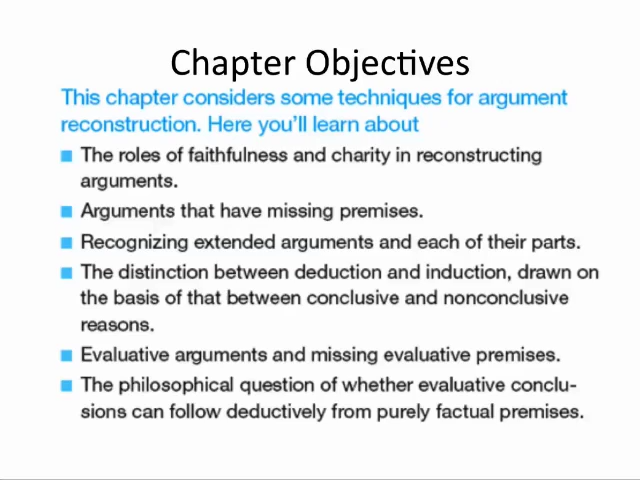 Chapter Objectives
This chapter considers some techniques for argument
reconstruction. Here you'll learn about
■ The roles of faithfulness and charity in reconstructing
arguments.
■ Arguments that have missing premises.
■ Recognizing extended arguments and each of their parts.
■ The distinction between deduction and induction, drawn on
the basis of that between conclusive and nonconclusive
reasons.
■ Evaluative arguments and missing evaluative premises.
■ The philosophical question of whether evaluative conclu-
sions can follow deductively from purely factual premises.